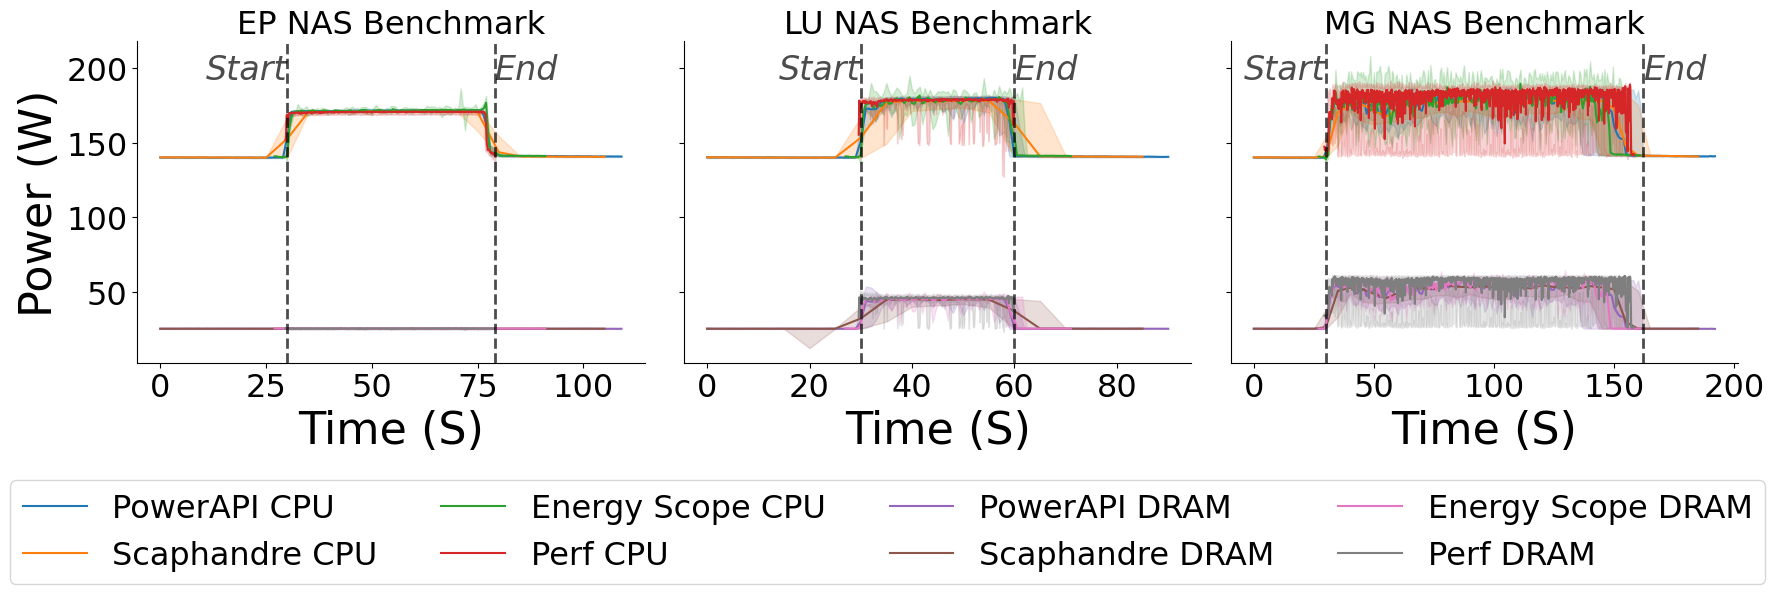 EP NAS Benchmark
LU NAS Benchmark
MG NAS Benchmark
Power (W)
200
150
100
50
Start
End
Start
End
Start
End
0 25 50 75 100
0 20 40 60 80
0 50 100 150 200
Time (S)
Time (S)
Time (S)
PowerAPI CPU
Scaphandre CPU
Energy Scope CPU
Perf CPU
PowerAPI DRAM
Scaphandre DRAM
Energy Scope DRAM
Perf DRAM